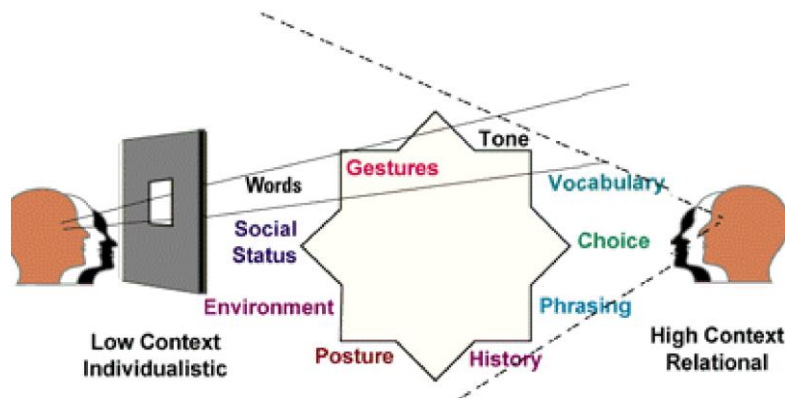 Tone
Gestures
Words
Vocabulary
Social
Status
Choice
Environment
Phrasing
Posture
History
Low Context
Individualistic
High Context
Relational